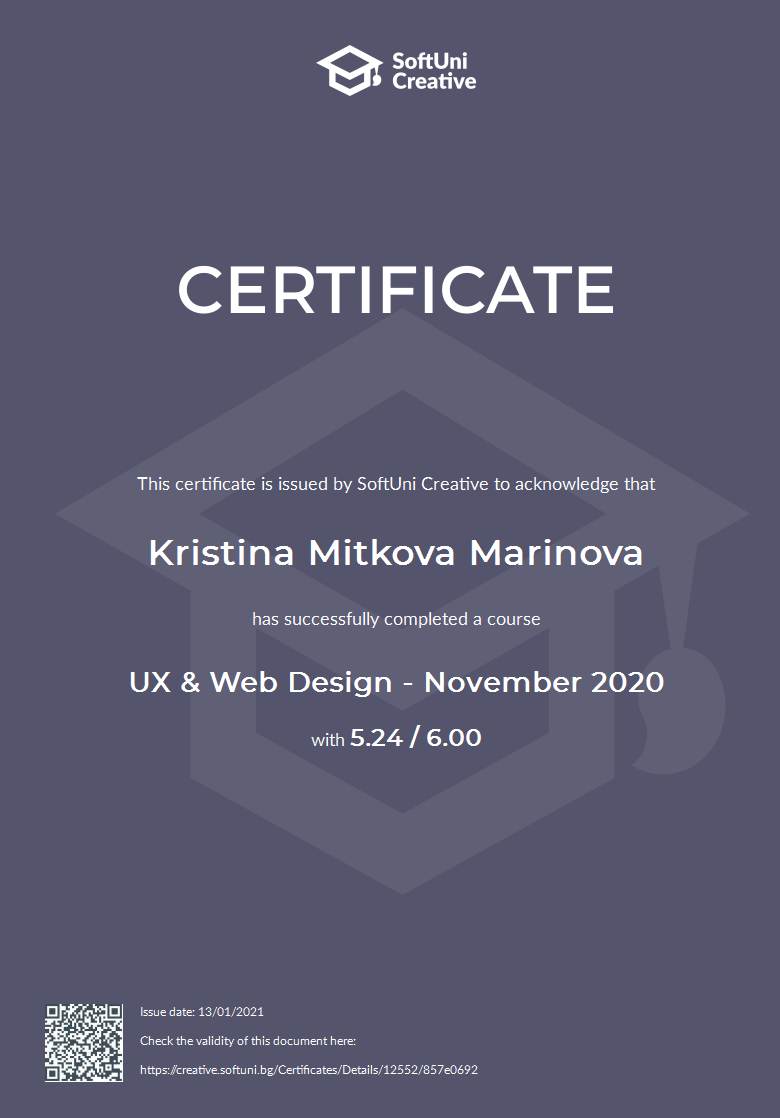 SoftUni
Creative
CERTIFICATE
This certificate is issued by SoftUni Creative to acknowledge that
Kristina Mitkova Marinova
has successfully completed a course
UX & Web Design - November 2020
with 5.24 / 6.00
Issue date: 13/01/2021
Check the validity of this document here:
https://creative.softuni.bg/Certificates/Details/12552/857e0692